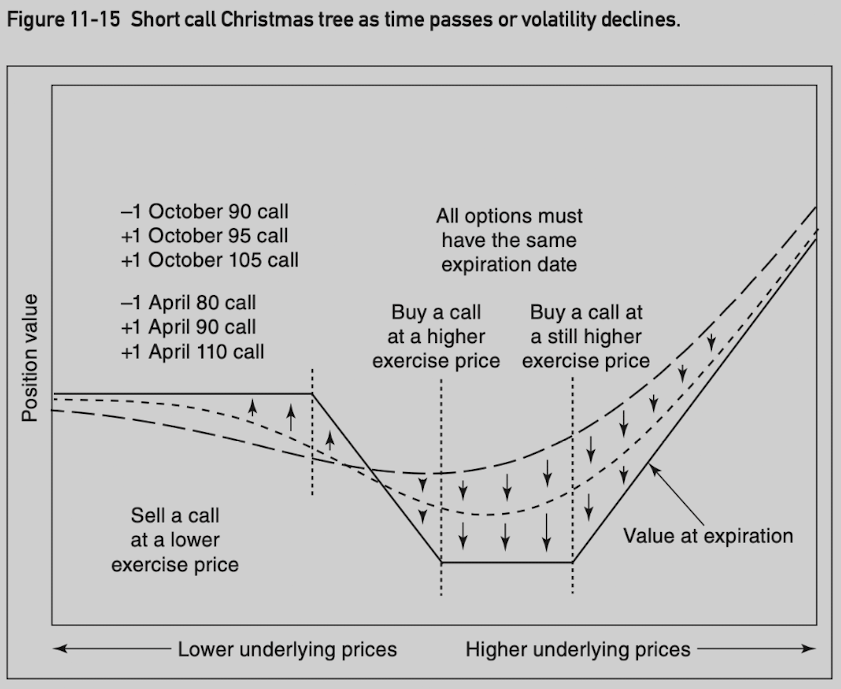 Figure 11-15 Short call Christmas tree as time passes or volatility declines.
–1 October 90 call
+1 October 95 call
+1 October 105 call
–1 April 80 call
+1 April 90 call
+1 April 110 call
All options must
have the same
expiration date
Buy a call
at a higher
exercise price
Buy a call at
a still higher
exercise price
Position value
Sell a call
at a lower
exercise price
Value at expiration
Lower underlying prices
Higher underlying prices